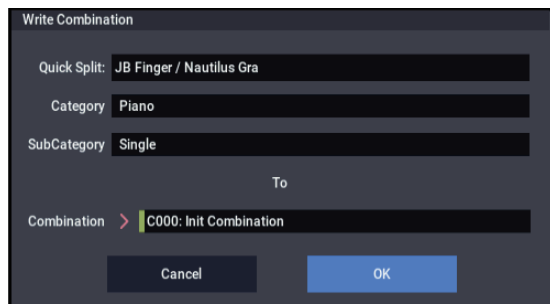 Write Combination
Quick Split: JB Finger / Nautilus Gra
Category Piano
SubCategory Single
To
Combination > C000: Init Combination
Cancel OK